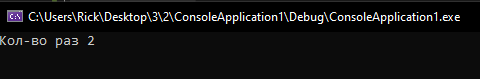 C:\Users\Rick\Desktop\3\2\ConsoleApplication1\Debug\ConsoleApplication1.exe
Кол-во раз 2